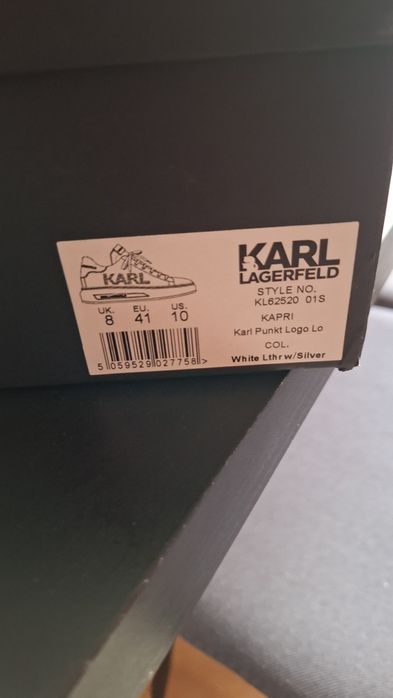 KARL
KARL
LAGERFELD
STYLE NO.
KL62520 01S
KAPRI
Karl Punkt Logo Lo
COL.
White Lthr w/Silver
UK. EU. US.
8 41 10
5 059529 027758 >